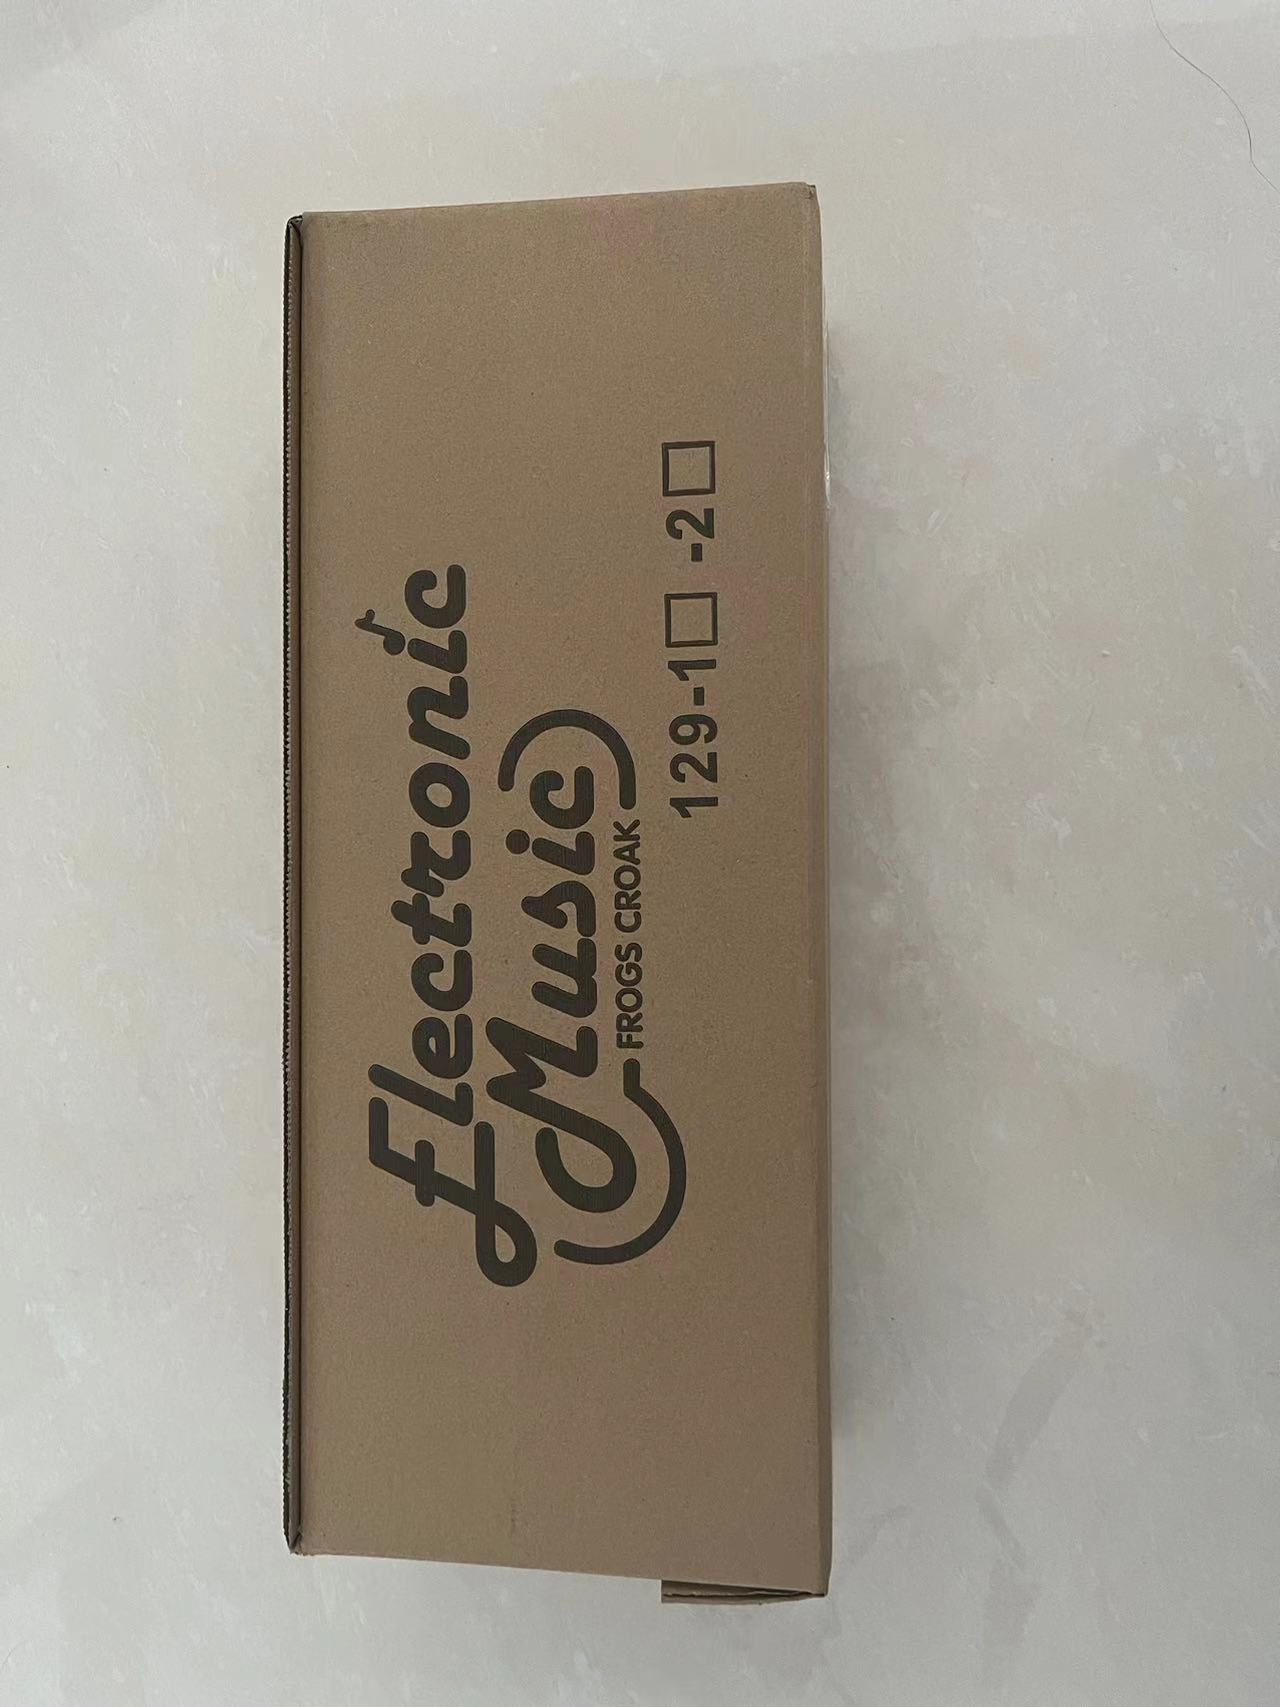 Electronic
Music
FROGS CROAK
129-1□ -2□